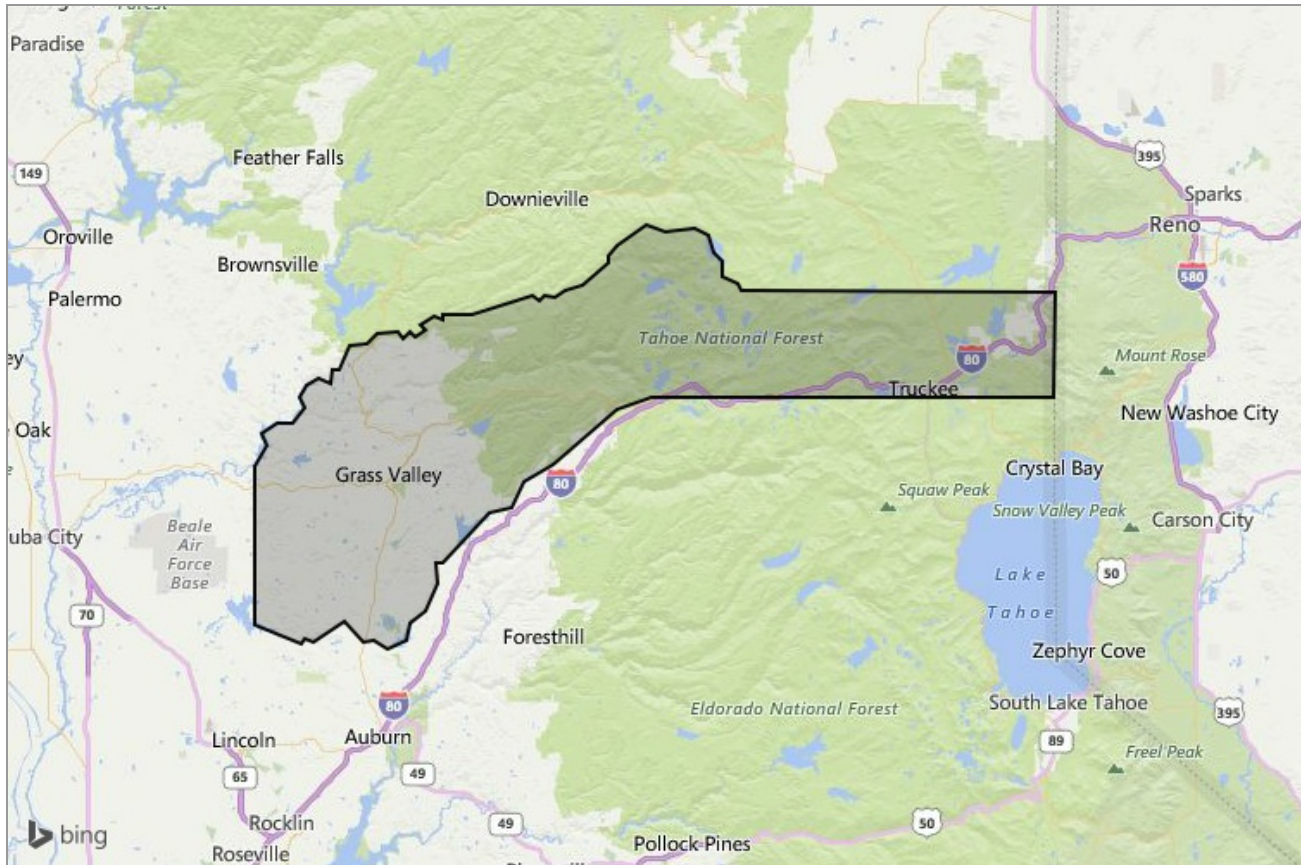 Forest
Paradise
149
Feather Falls
395
Downieville
Sparks
Reno
Oroville
Brownsville
580
Palermo
Tahoe National Forest
80
Mount Rose
Truckee
New Washoe City
Oak
Grass Valley
Crystal Bay
80
Squaw Peak
Snow Valley Peak
Carson City
Beale
Air
Force
Base
uba City
50
Lake
Tahoe
70
Foresthill
Zephyr Cove
80
South Lake Tahoe
Eldorado National Forest
395
Auburn
Lincoln
89
Freel Peak
65
49
Rocklin
49
50
bing
Pollock Pines
Roseville